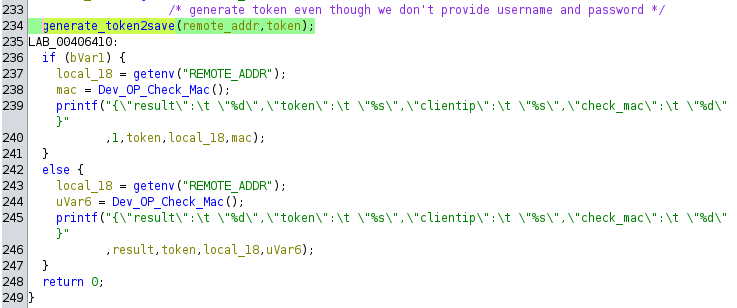 233 /* generate token even though we don't provide username and password */
234 generate_token2save(remote_addr,token);
235 LAB_00406410:
236 if (bVar1) {
237 local_18 = getenv("REMOTE_ADDR");
238 mac = Dev_OP_Check_Mac();
239 printf("{\"result\":\t \"%d\",\"token\":\t \"%s\",\"clientip\":\t \"%s\",\"check_mac\":\t \"%d\"
}"
240 ,1,token,local_18,mac);
241 }
242 else {
243 local_18 = getenv("REMOTE_ADDR");
244 uVar6 = Dev_OP_Check_Mac();
245 printf("{\"result\":\t \"%d\",\"token\":\t \"%s\",\"clientip\":\t \"%s\",\"check_mac\":\t \"%d\"
}"
246 ,result,token,local_18,uVar6);
247 }
248 return 0;
249 }